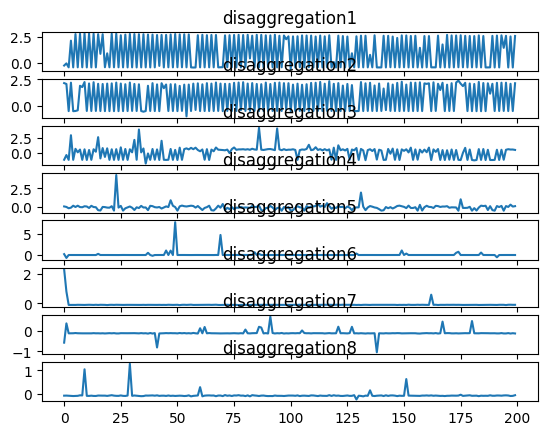 disaggregation1
2.5
0.0
disaggregation2
2.5
0.0
disaggregation3
2.5
0.0
disaggregation4
2.5
0.0
disaggregation5
5
0
disaggregation6
2
0
disaggregation7
0
−1
disaggregation8
1
0
0 25 50 75 100 125 150 175 200